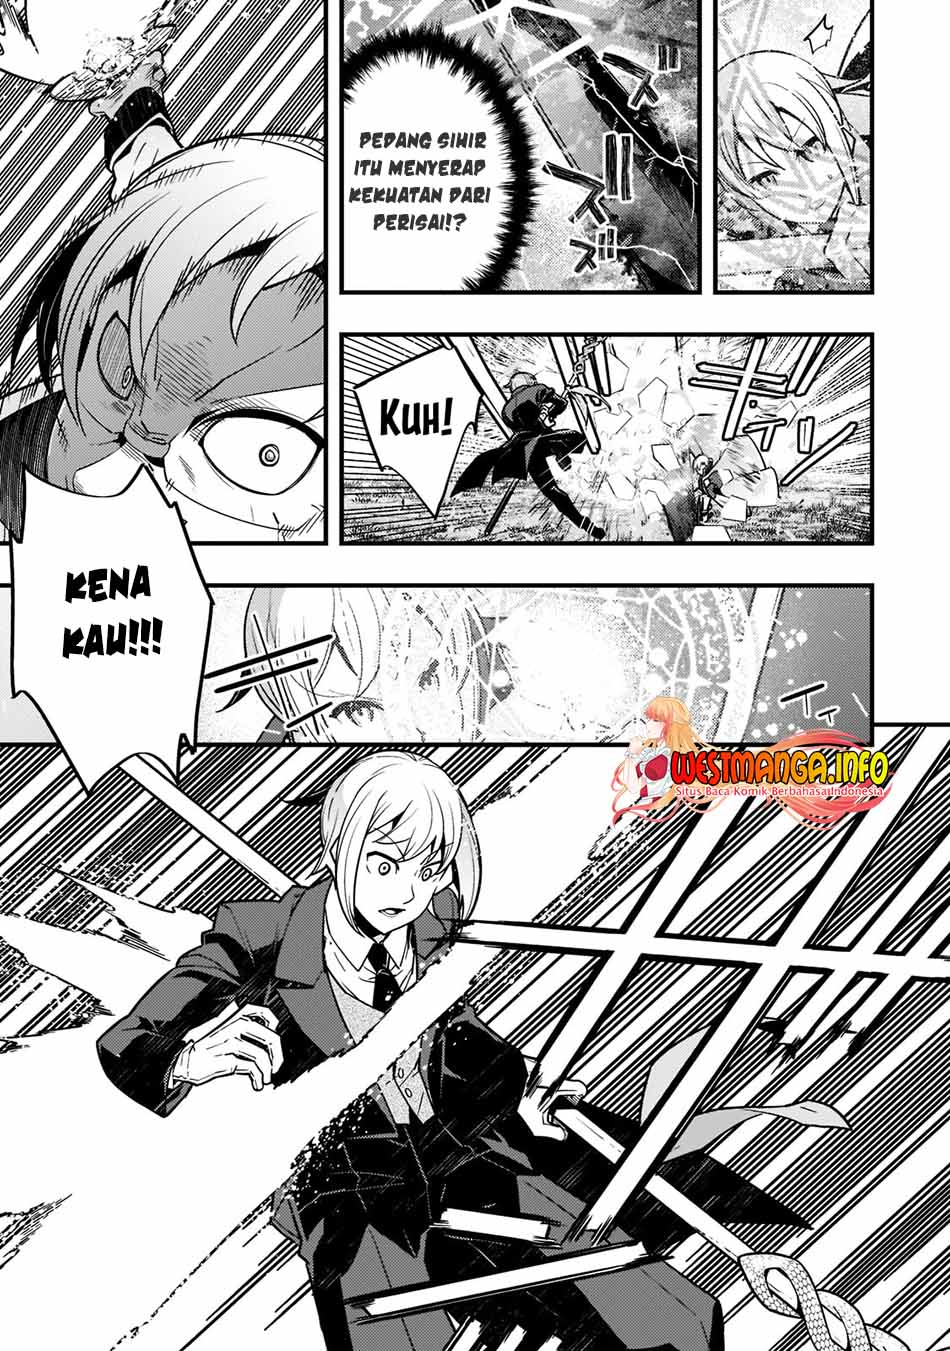 PEDANG SIHIR
ITU MENYERAP
KEKUATAN DARI
PERISAI!?
KUH!
KENA
KAU!!!
WESTMANGA.INFO
Situs Baca Komik Berbahasa Indonesia